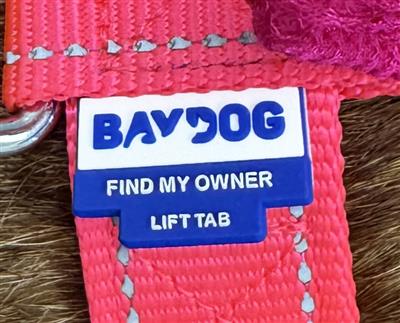 BAYDOG
FIND MY OWNER
LIFT TAB